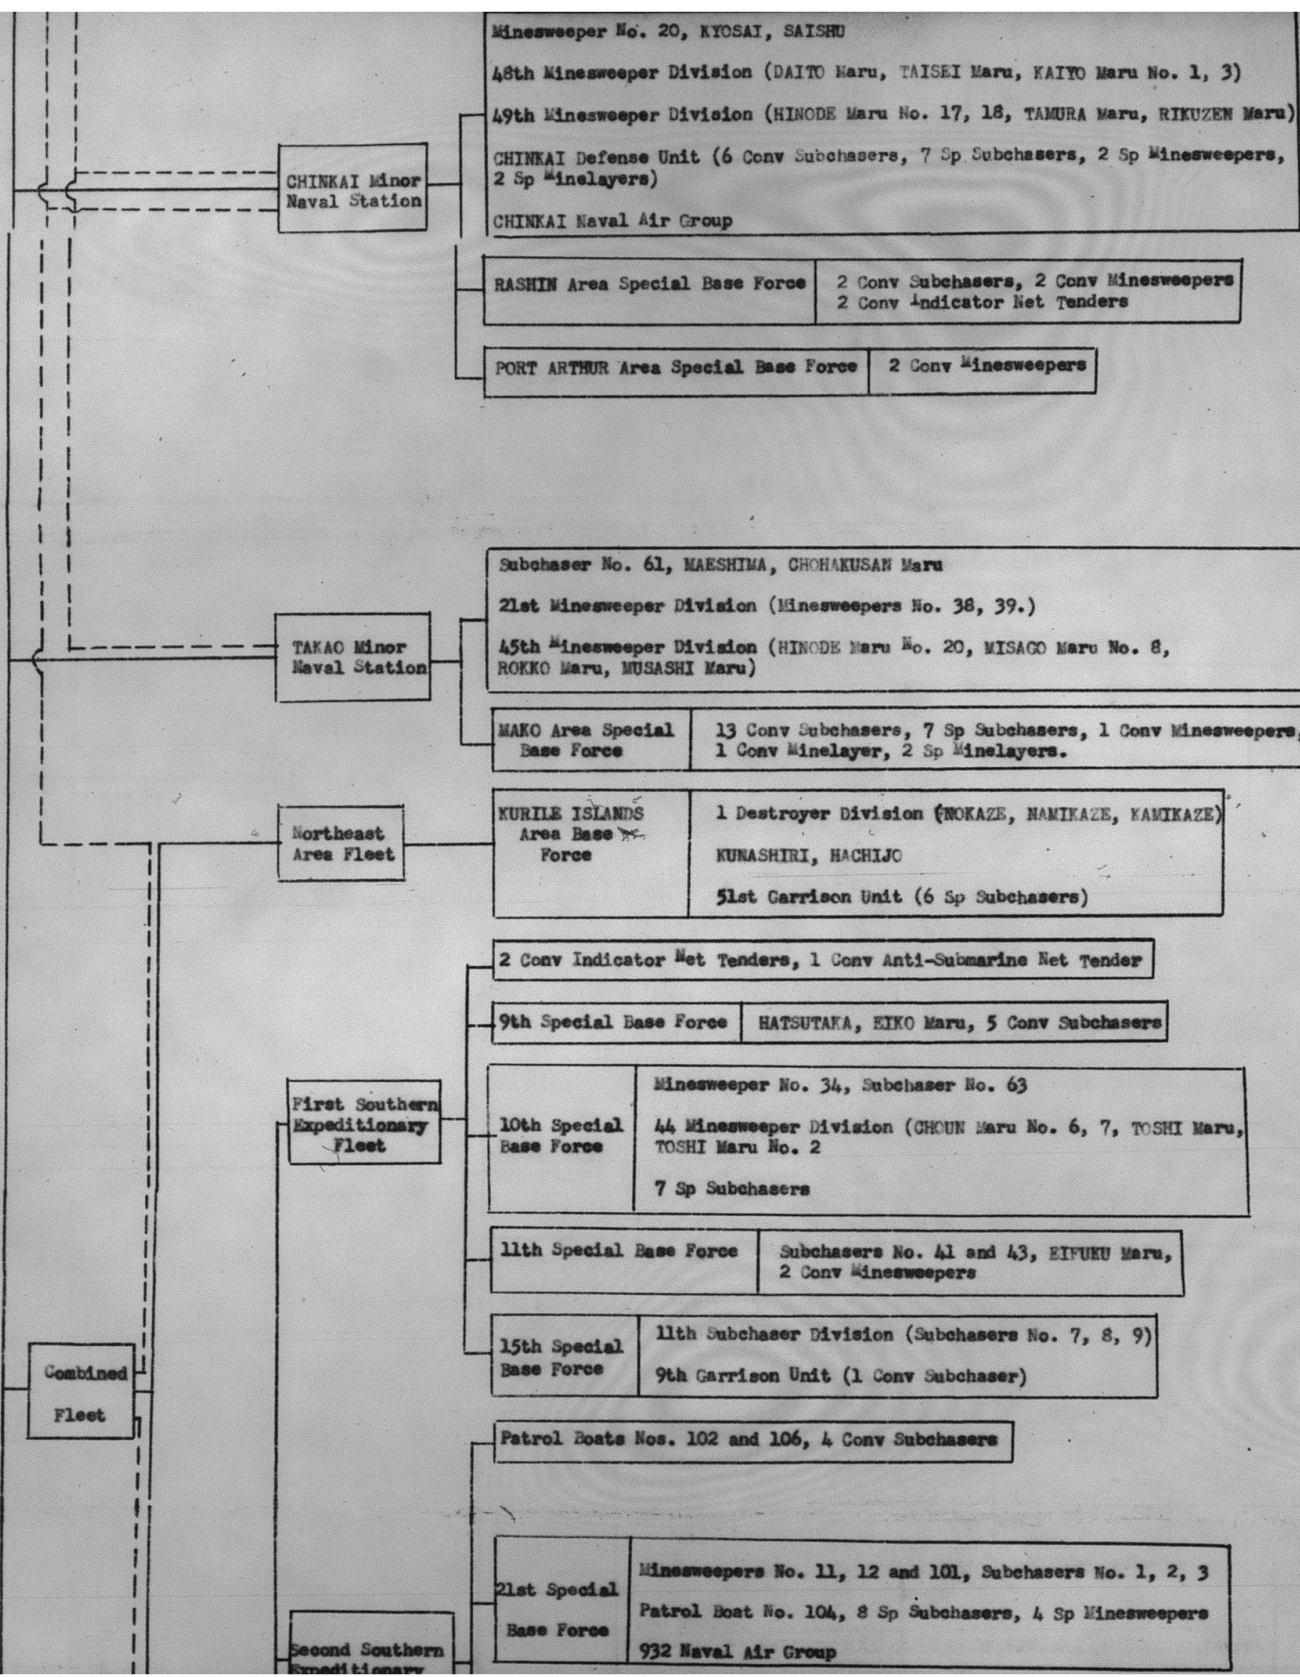 Minesweeper No. 20, KYOSAI, SAISHU
48th Minesweeper Division (DAITO Maru, TAISEI Maru, KAIYO Maru No. 1, 3)
49th Minesweeper Division (HINODE Maru No. 17, 18, TAMURA Maru, RIKUZEN Maru)
CHINKAI Defense Unit (6 Conv Subchasers, 7 Sp Subchasers, 2 Sp Minesweepers,
2 Sp Minelayers)
CHINKAI Naval Air Group
CHINKAI Minor
Naval Station
RASHIN Area Special Base Force
2 Conv Subchasers, 2 Conv Minesweepers
2 Conv Indicator Net Tenders
PORT ARTHUR Area Special Base Force
2 Conv Minesweepers
Subchaser No. 61, MAESHIMA, CHOHAKUSAN Maru
21st Minesweeper Division (Minesweepers No. 38, 39.)
45th Minesweeper Division (HINODE Maru No. 20, MISAGO Maru No. 8,
ROKKO Maru, MUSASHI Maru)
TAKAO Minor
Naval Station
MAKO Area Special
Base Force
13 Conv Subchasers, 7 Sp Subchasers, 1 Conv Minesweepers,
1 Conv Minelayer, 2 Sp Minelayers.
Northeast
Area Fleet
KURILE ISLANDS
Area Base
Force
1 Destroyer Division (NOKAZE, NAMIKAZE, KAMIKAZE)
KUNASHIRI, HACHIJO
51st Garrison Unit (6 Sp Subchasers)
2 Conv Indicator Net Tenders, 1 Conv Anti-Submarine Net Tender
9th Special Base Force
HATSUTAKA, EIKO Maru, 5 Conv Subchasers
First Southern
Expeditionary
Fleet
10th Special
Base Force
Minesweeper No. 34, Subchaser No. 63
44 Minesweeper Division (CHOUN Maru No. 6, 7, TOSHI Maru,
TOSHI Maru No. 2
7 Sp Subchasers
11th Special Base Force
Subchasers No. 41 and 43, EIFUKU Maru,
2 Conv Minesweepers
15th Special
Base Force
11th Subchaser Division (Subchasers No. 7, 8, 9)
9th Garrison Unit (1 Conv Subchaser)
Combined
Fleet
Patrol Boats Nos. 102 and 106, 4 Conv Subchasers
21st Special
Base Force
Minesweepers No. 11, 12 and 101, Subchasers No. 1, 2, 3
Patrol Boat No. 104, 8 Sp Subchasers, 4 Sp Minesweepers
932 Naval Air Group
Second Southern
Expeditionary